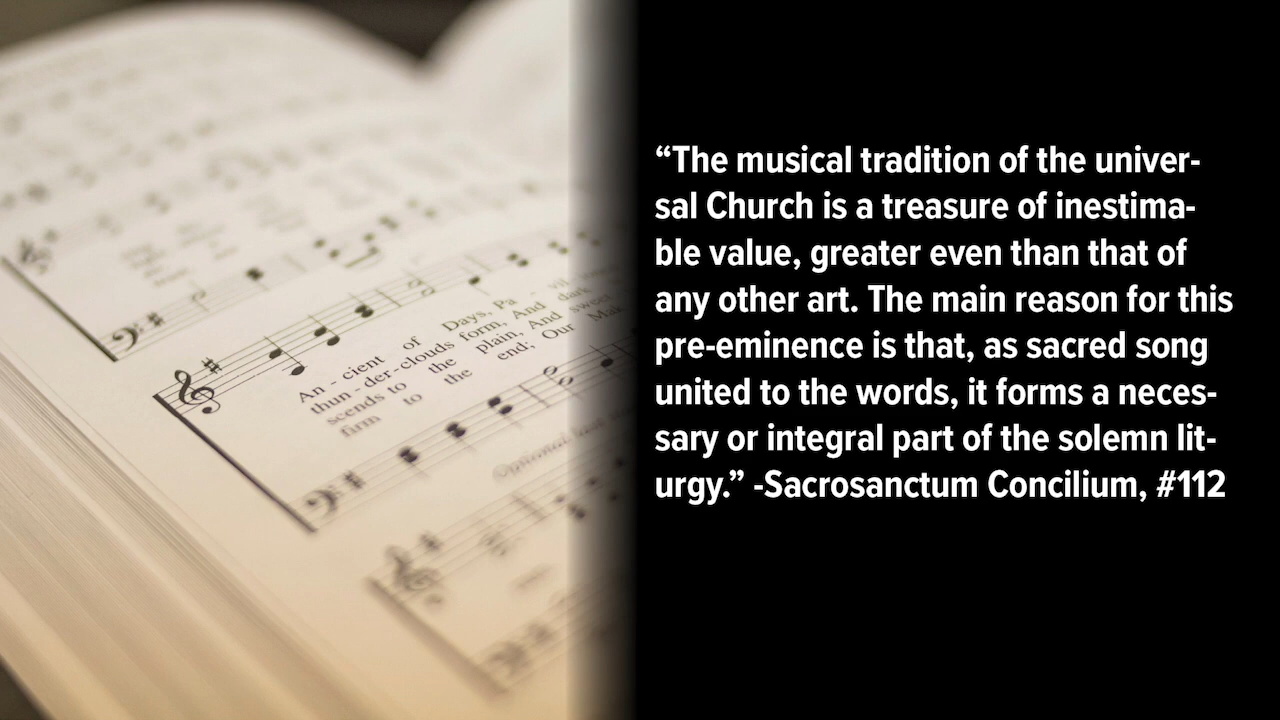 An - cient of Days, Pa - vil
thun - der-clouds form, And dark
scends to the plain, And sweet
firm to the end; Our Mak
“The musical tradition of the univer-
sal Church is a treasure of inestima-
ble value, greater even than that of
any other art. The main reason for this
pre-eminence is that, as sacred song
united to the words, it forms a neces-
sary or integral part of the solemn lit-
urgy.” -Sacrosanctum Concilium, #112